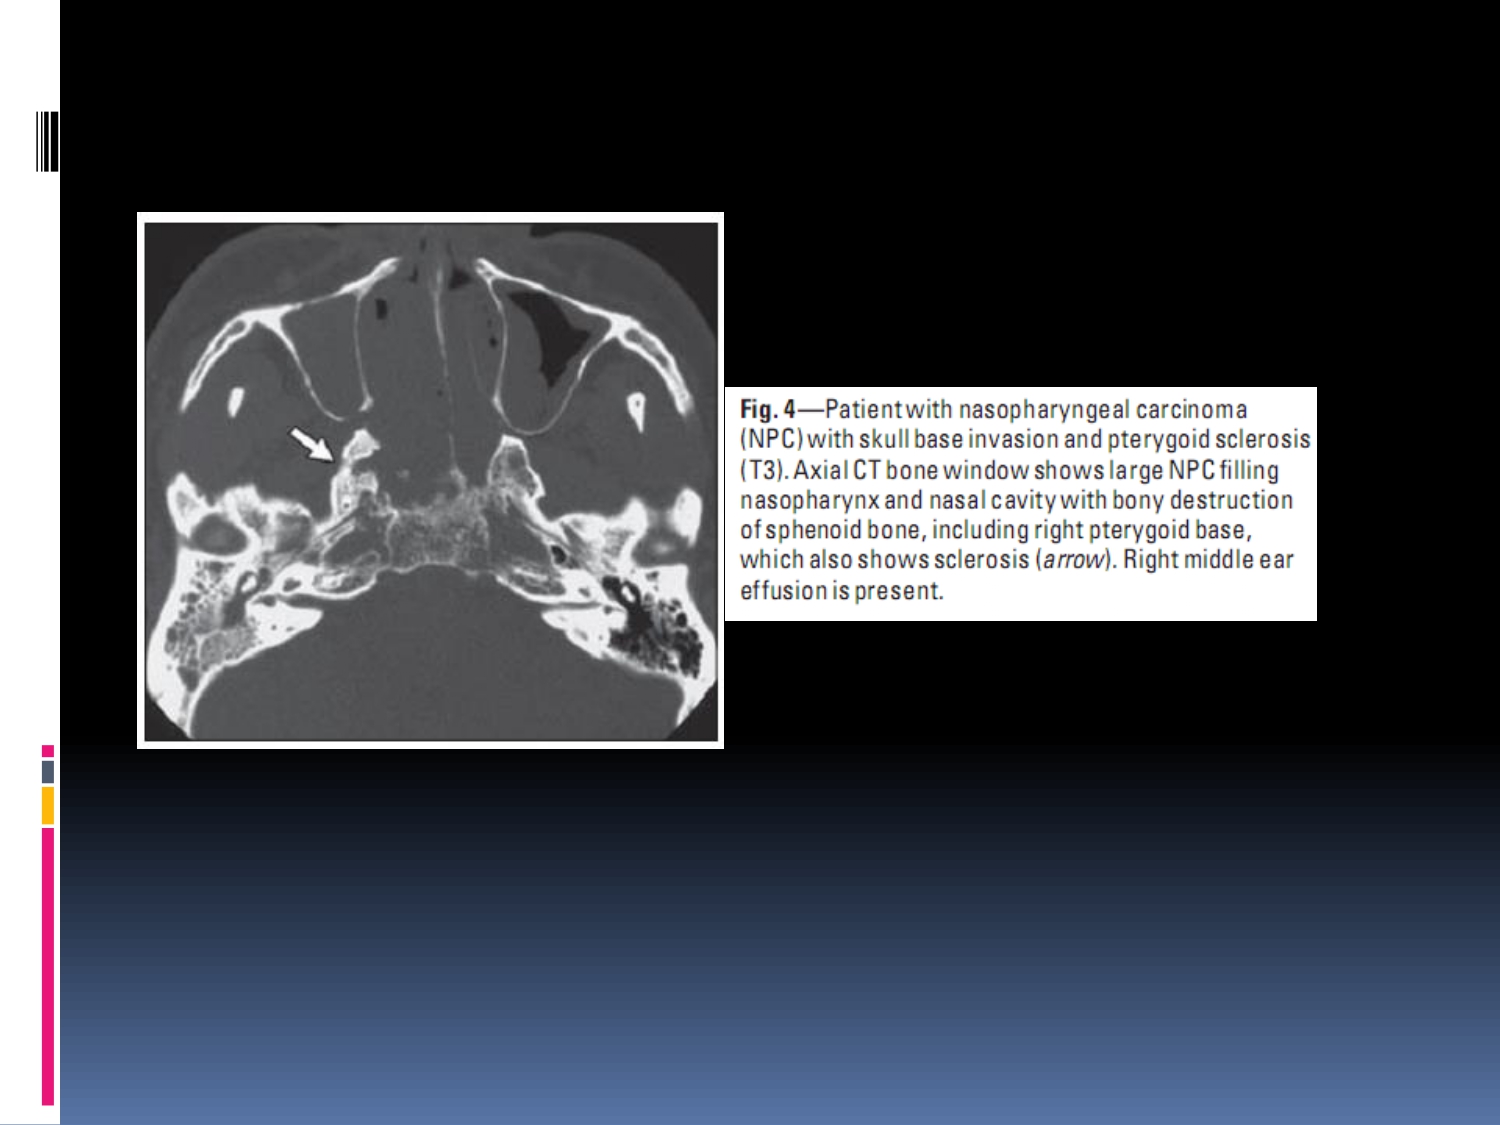 Fig. 4—Patient with nasopharyngeal carcinoma
(NPC) with skull base invasion and pterygoid sclerosis
(T3). Axial CT bone window shows large NPC filling
nasopharynx and nasal cavity with bony destruction
of sphenoid bone, including right pterygoid base,
which also shows sclerosis (arrow). Right middle ear
effusion is present.